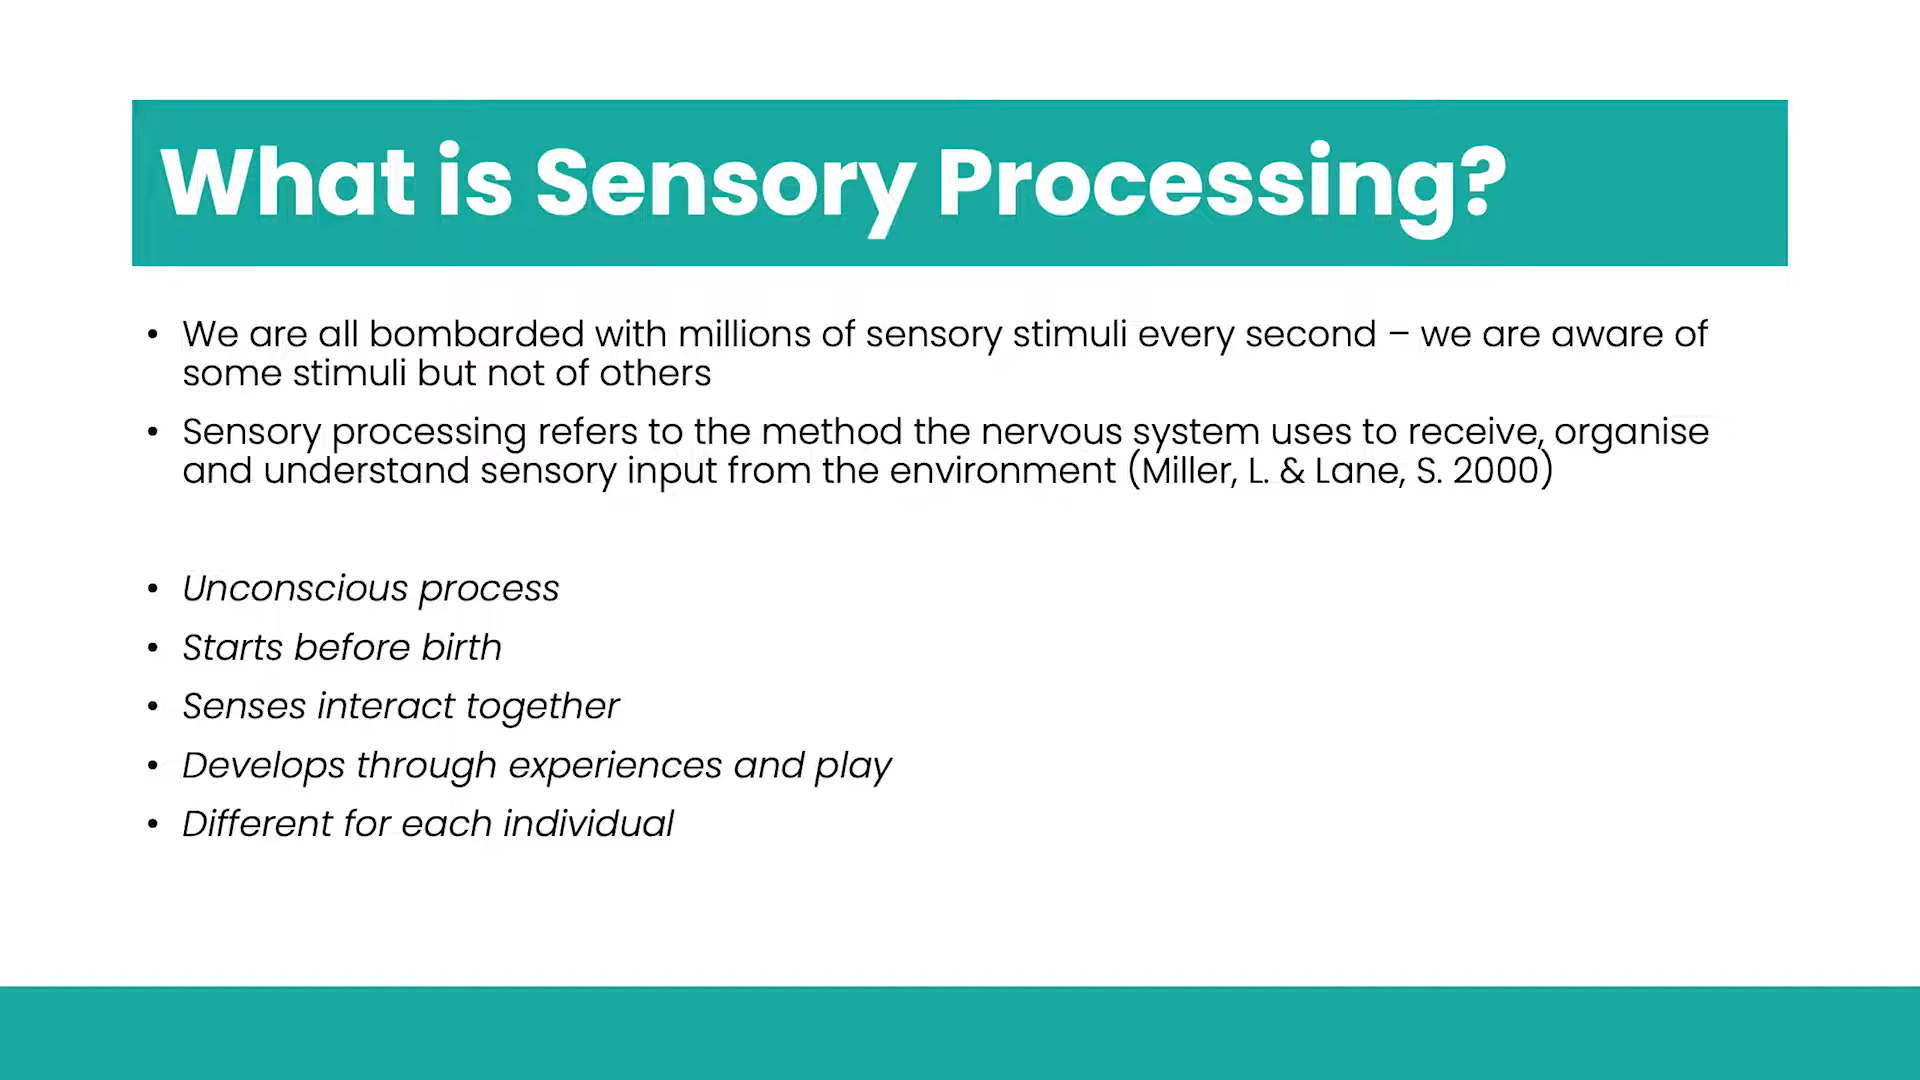 What is Sensory Processing?
• We are all bombarded with millions of sensory stimuli every second – we are aware of
some stimuli but not of others
• Sensory processing refers to the method the nervous system uses to receive, organise
and understand sensory input from the environment (Miller, L. & Lane, S. 2000)
• Unconscious process
• Starts before birth
• Senses interact together
• Develops through experiences and play
• Different for each individual